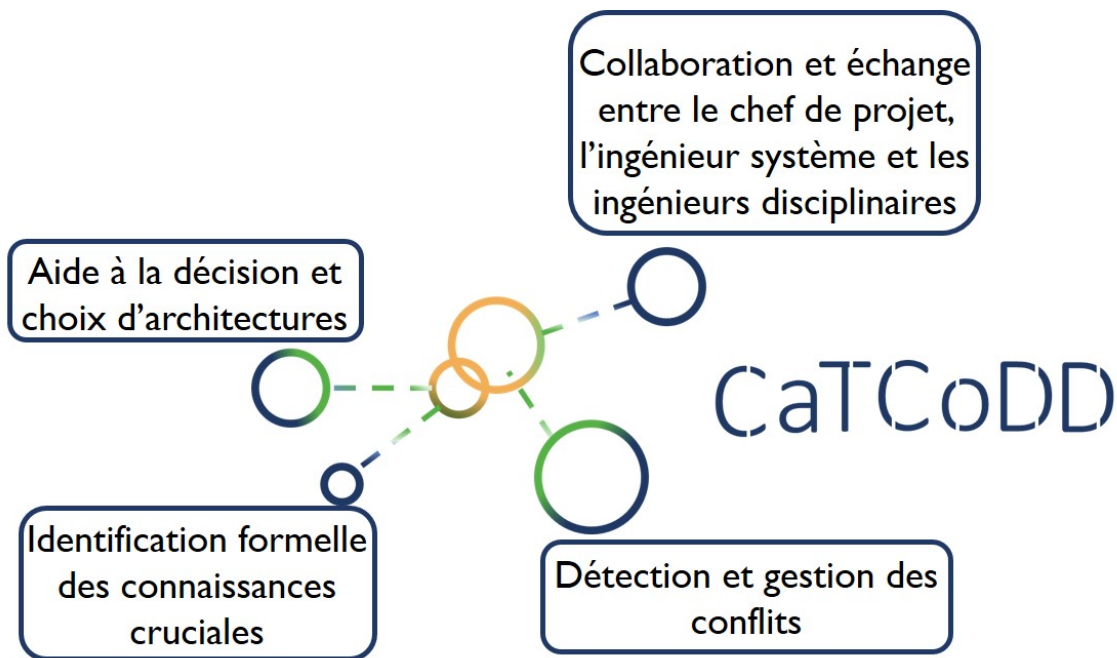 Collaboration et échange
entre le chef de projet,
l’ingénieur système et les
ingénieurs disciplinaires
Aide à la décision et
choix d’architectures
CaTCoDD
Identification formelle
des connaissances
cruciales
Détection et gestion des
conflits